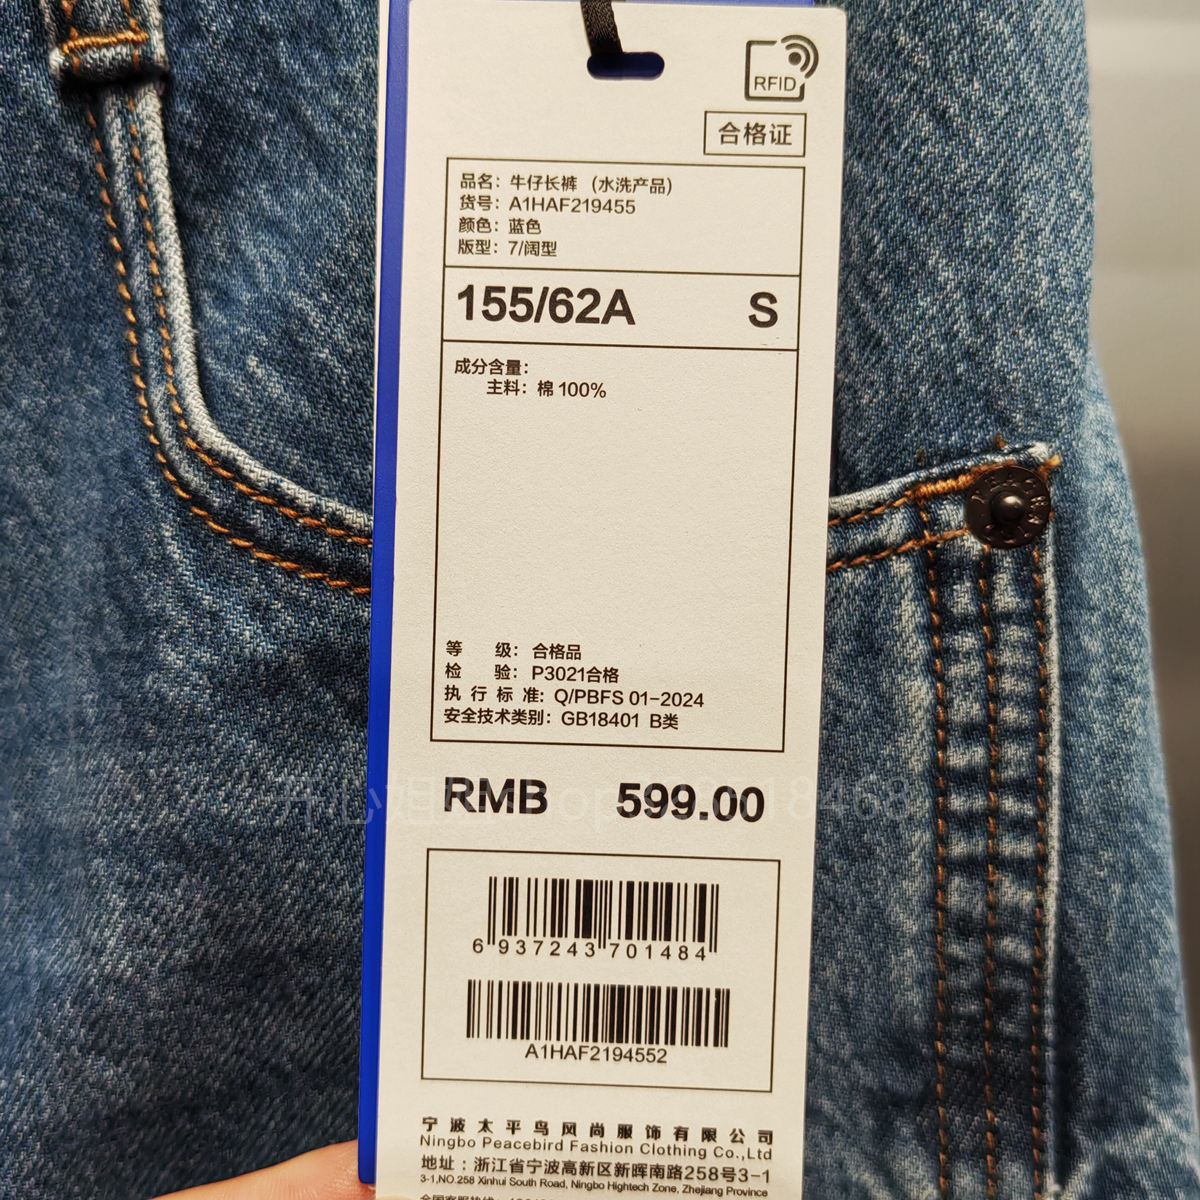 RFID
合格证
品名：牛仔长裤 （水洗产品）
货号：A1HAF219455
颜色：蓝色
版型：7/阔型
155/62A S
成分含量：
主料：棉 100%
等 级：合格品
检 验：P3021合格
执 行 标 准：Q/PBFS 01-2024
安全技术类别：GB18401 B类
RMB 599.00
6 937243 701484
A1HAF2194552
宁波太平鸟风尚服饰有限公司
Ningbo Peacebird Fashion Clothing Co.,Ltd
地址：浙江省宁波高新区新晖南路258号3-1
3-1,NO.258 Xinhui South Road, Ningbo Hightech Zone, Zhejiang Province